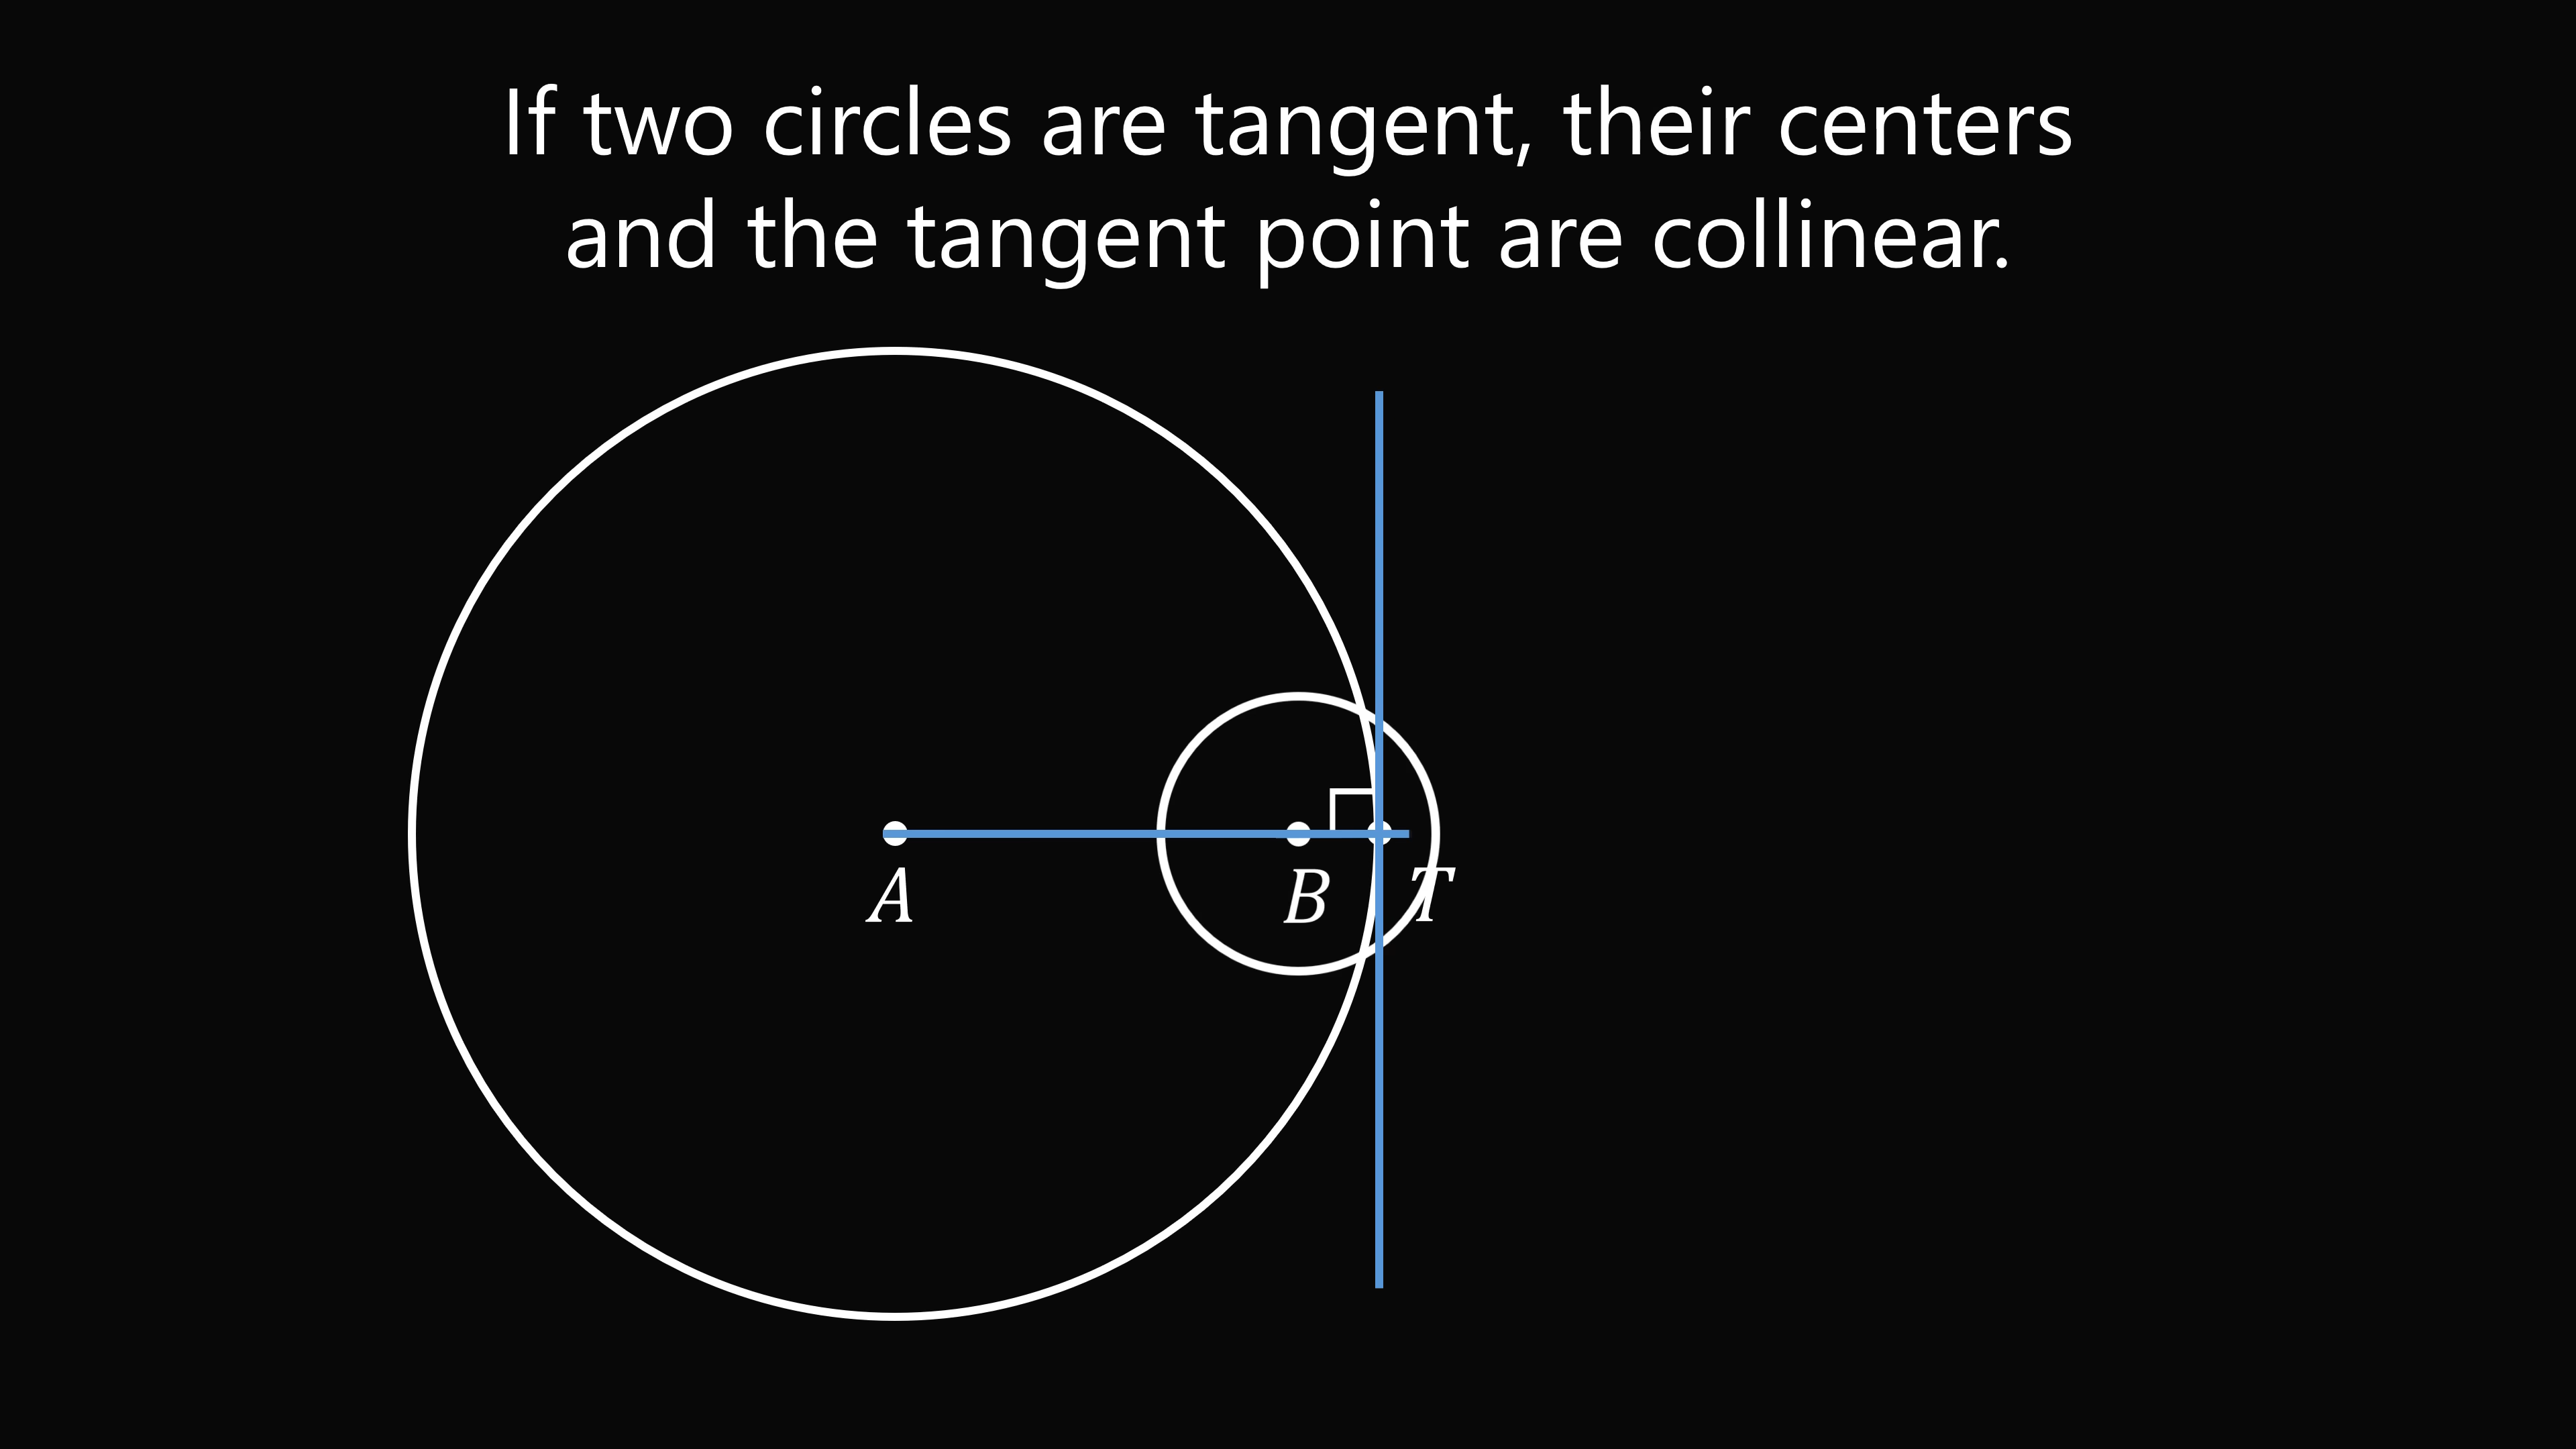 If two circles are tangent, their centers
and the tangent point are collinear.
A B T